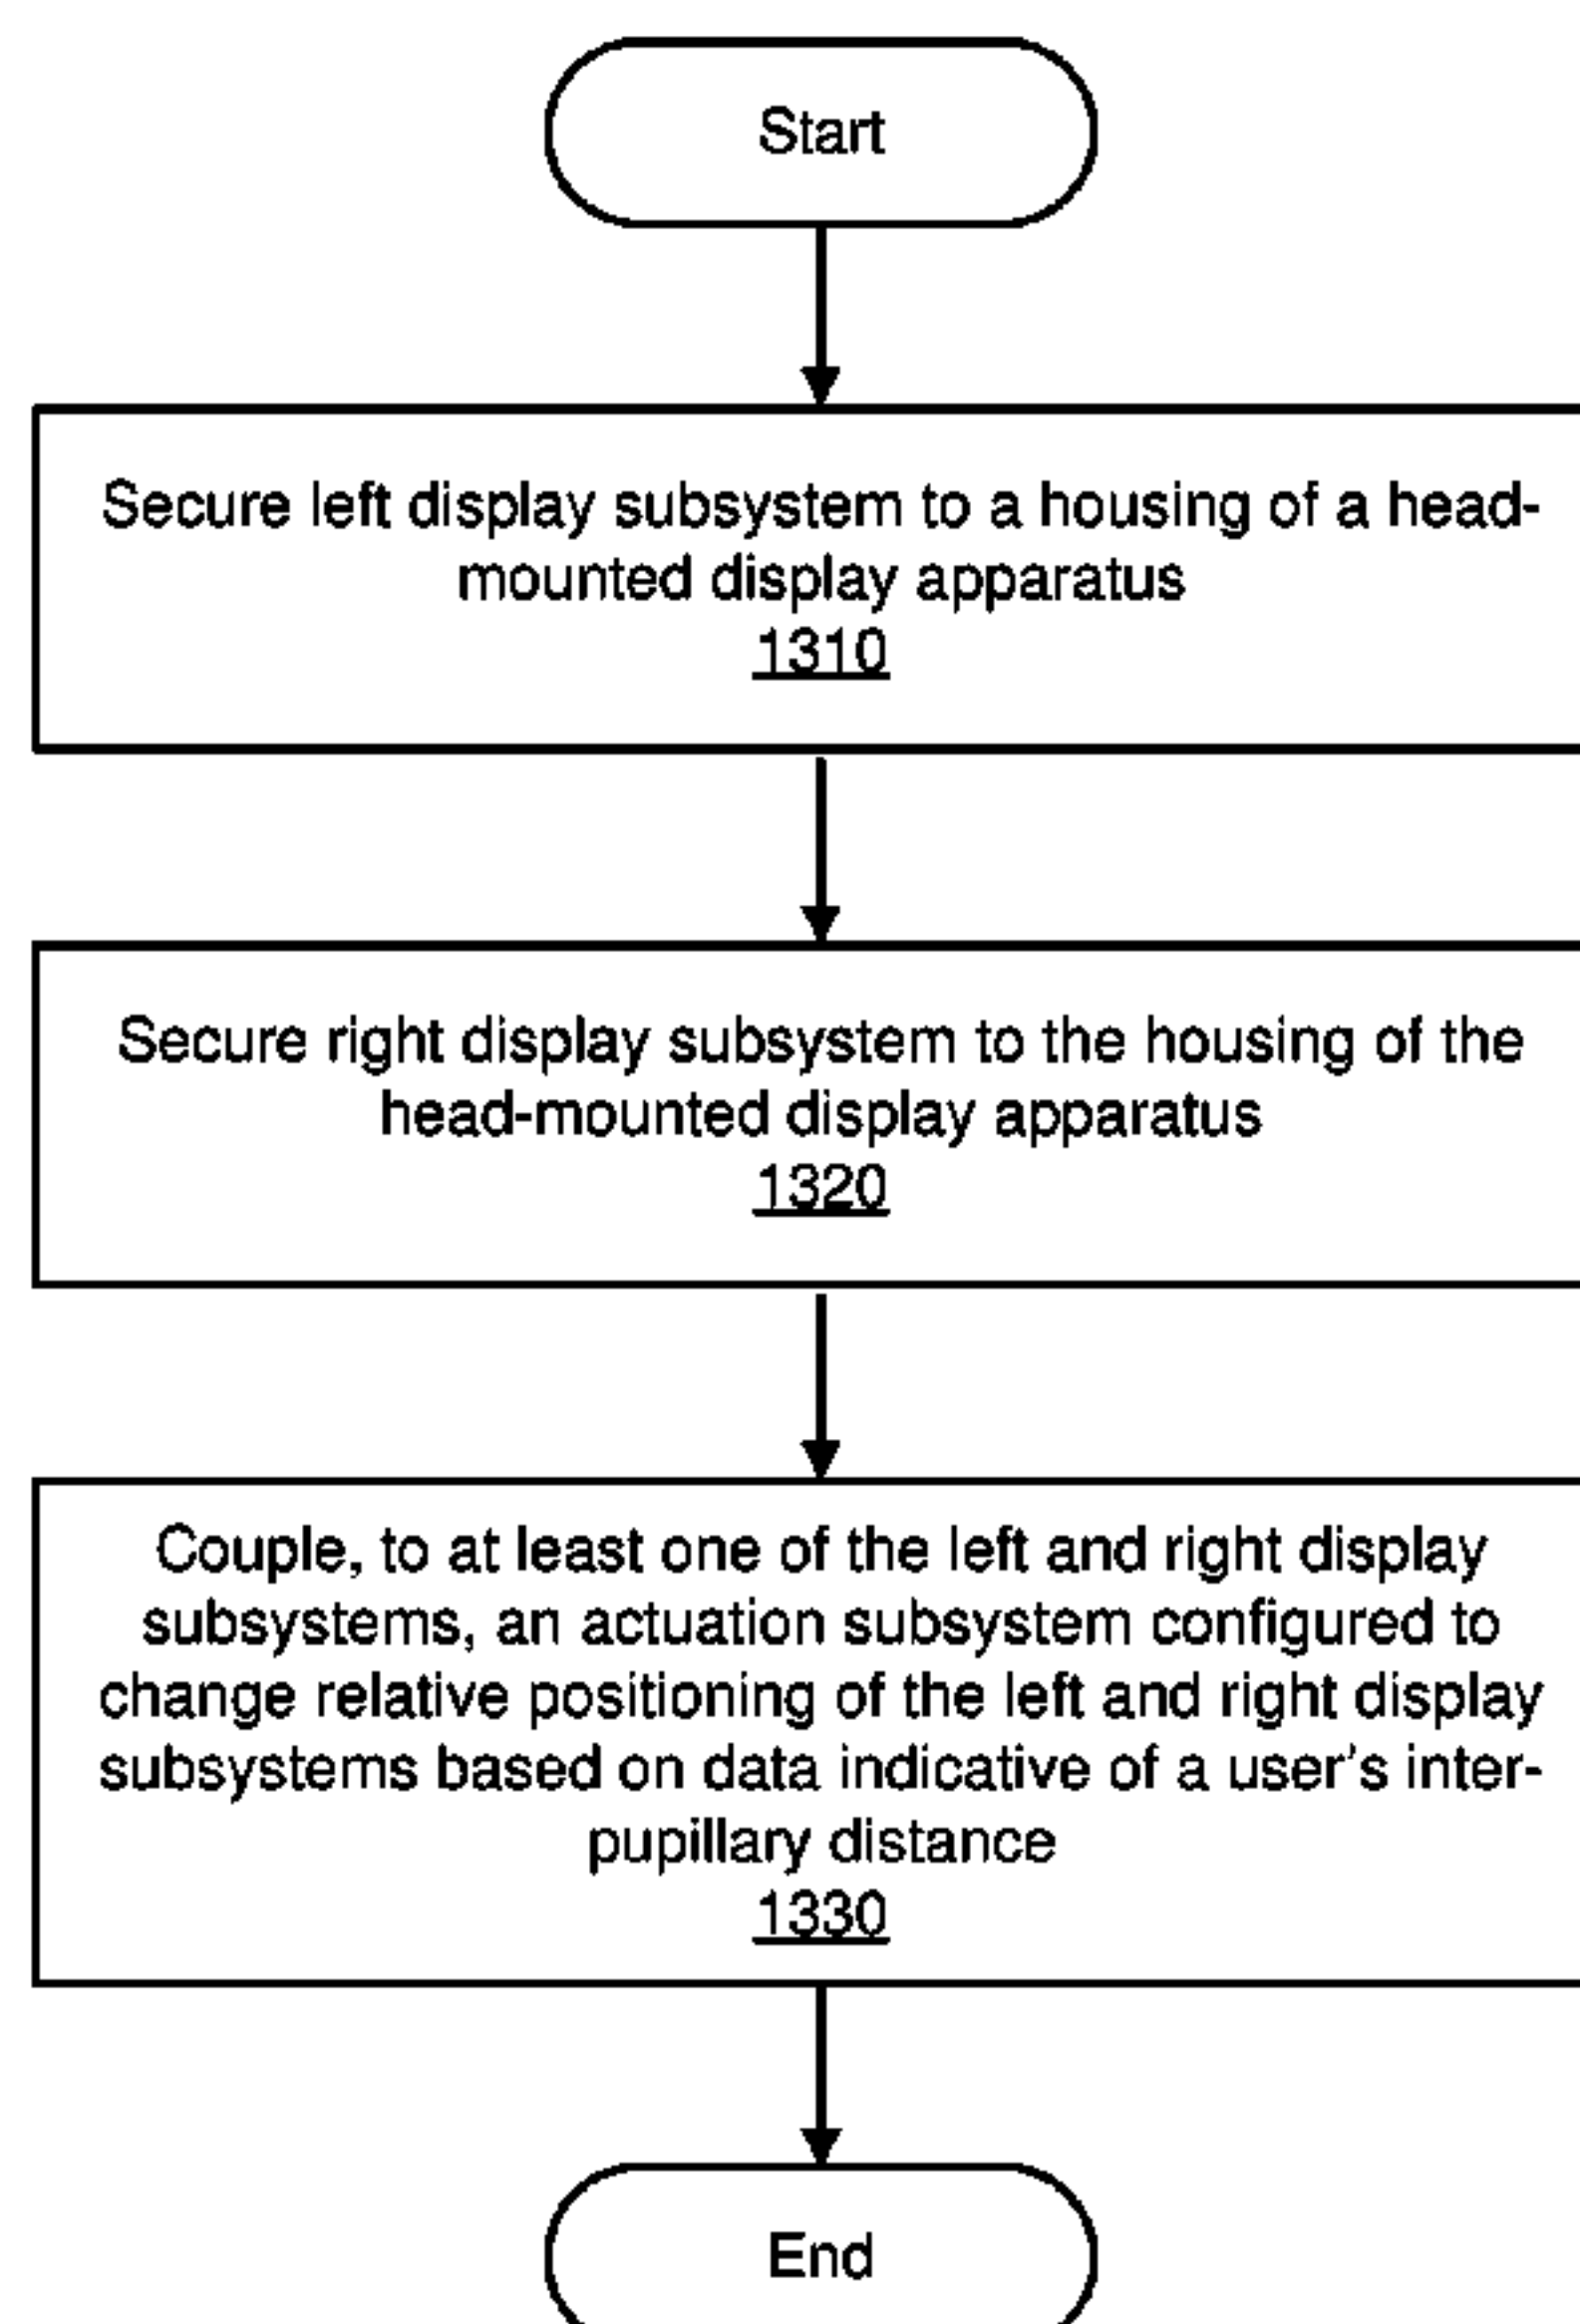 Start
Secure left display subsystem to a housing of a head-
mounted display apparatus
1310
Secure right display subsystem to the housing of the
head-mounted display apparatus
1320
Couple, to at least one of the left and right display
subsystems, an actuation subsystem configured to
change relative positioning of the left and right display
subsystems based on data indicative of a user's inter-
pupillary distance
1330
End